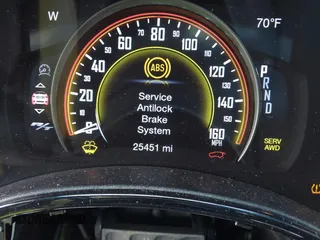 W
70°F
0 20 40 60 80 100 120 140 160
MPH
ABS
Service
Antilock
Brake
System
25451 mi
P
R
N
D
SERV
AWD